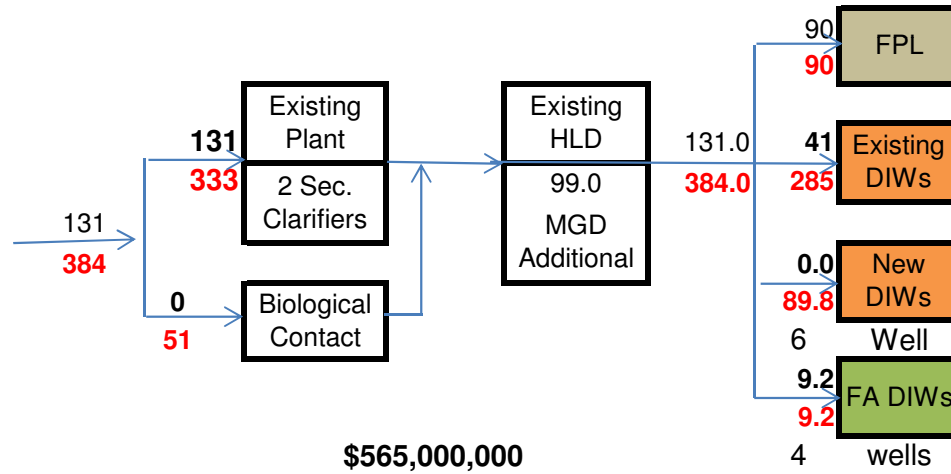 131
384
131
333
Existing
Plant
2 Sec.
Clarifiers
0
51
Biological
Contact
Existing
HLD
99.0
MGD
Additional
131.0
384.0
90
90
FPL
41
285
Existing
DIWs
0.0
89.8
New
DIWs
6 Well
9.2
9.2
FA DIWs
4 wells
$565,000,000